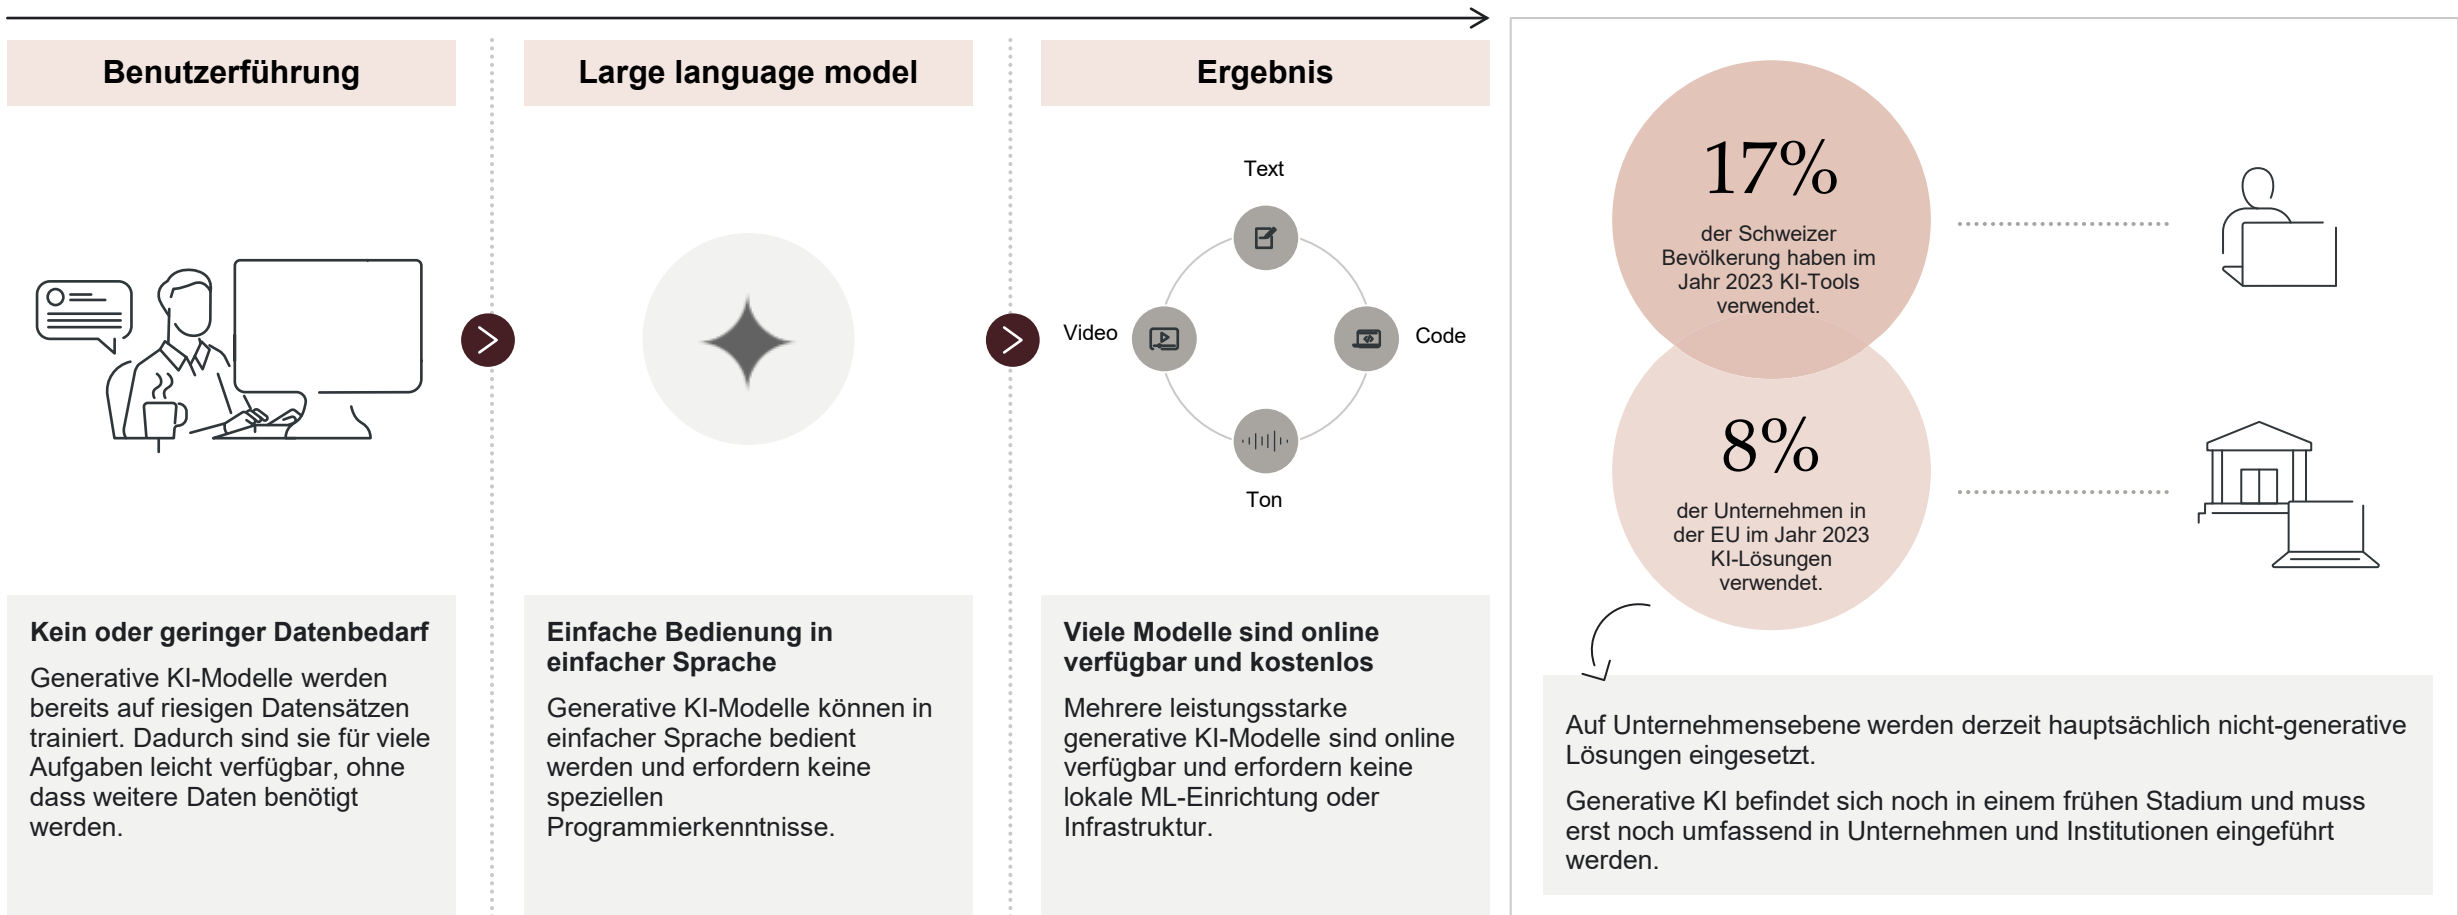 Benutzerführung
Large language model
Ergebnis
Text
Video
Code
Ton
Kein oder geringer Datenbedarf
Generative KI-Modelle werden
bereits auf riesigen Datensätzen
trainiert. Dadurch sind sie für viele
Aufgaben leicht verfügbar, ohne
dass weitere Daten benötigt
werden.
Einfache Bedienung in
einfacher Sprache
Generative KI-Modelle können in
einfacher Sprache bedient
werden und erfordern keine
speziellen
Programmierkenntnisse.
Viele Modelle sind online
verfügbar und kostenlos
Mehrere leistungsstarke
generative KI-Modelle sind online
verfügbar und erfordern keine
lokale ML-Einrichtung oder
Infrastruktur.
17%
der Schweizer
Bevölkerung haben im
Jahr 2023 KI-Tools
verwendet.
8%
der Unternehmen in
der EU im Jahr 2023
KI-Lösungen
verwendet.
Auf Unternehmensebene werden derzeit hauptsächlich nicht-generative
Lösungen eingesetzt.
Generative KI befindet sich noch in einem frühen Stadium und muss
erst noch umfassend in Unternehmen und Institutionen eingeführt
werden.